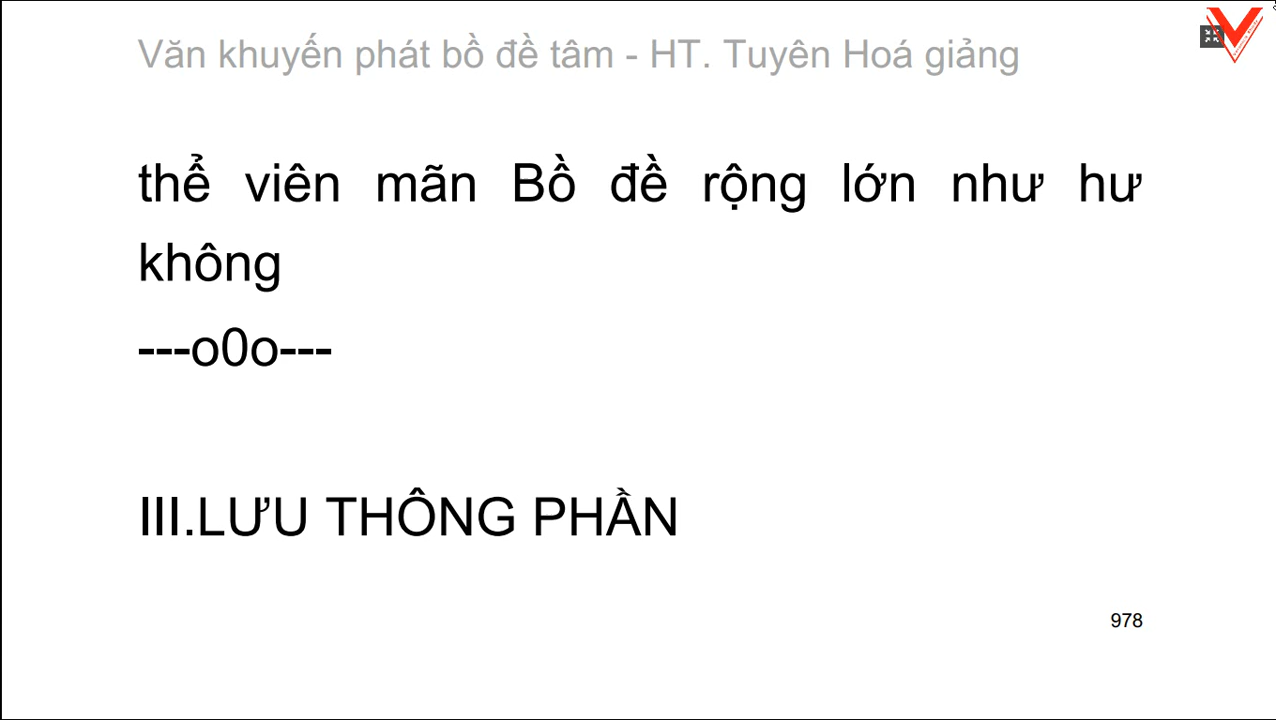 Văn khuyến phát bồ đề tâm - HT. Tuyên Hoá giảng
thể viên mãn Bồ đề rộng lớn như hư
không
---o0o---
III.LƯU THÔNG PHẦN
978